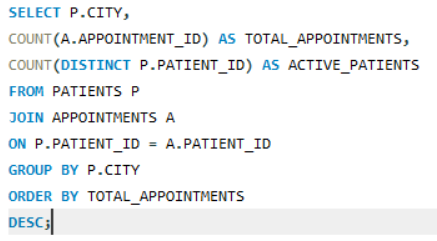 SELECT P.CITY,
COUNT(A.APPOINTMENT_ID) AS TOTAL_APPOINTMENTS,
COUNT(DISTINCT P.PATIENT_ID) AS ACTIVE_PATIENTS
FROM PATIENTS P
JOIN APPOINTMENTS A
ON P.PATIENT_ID = A.PATIENT_ID
GROUP BY P.CITY
ORDER BY TOTAL_APPOINTMENTS
DESC;